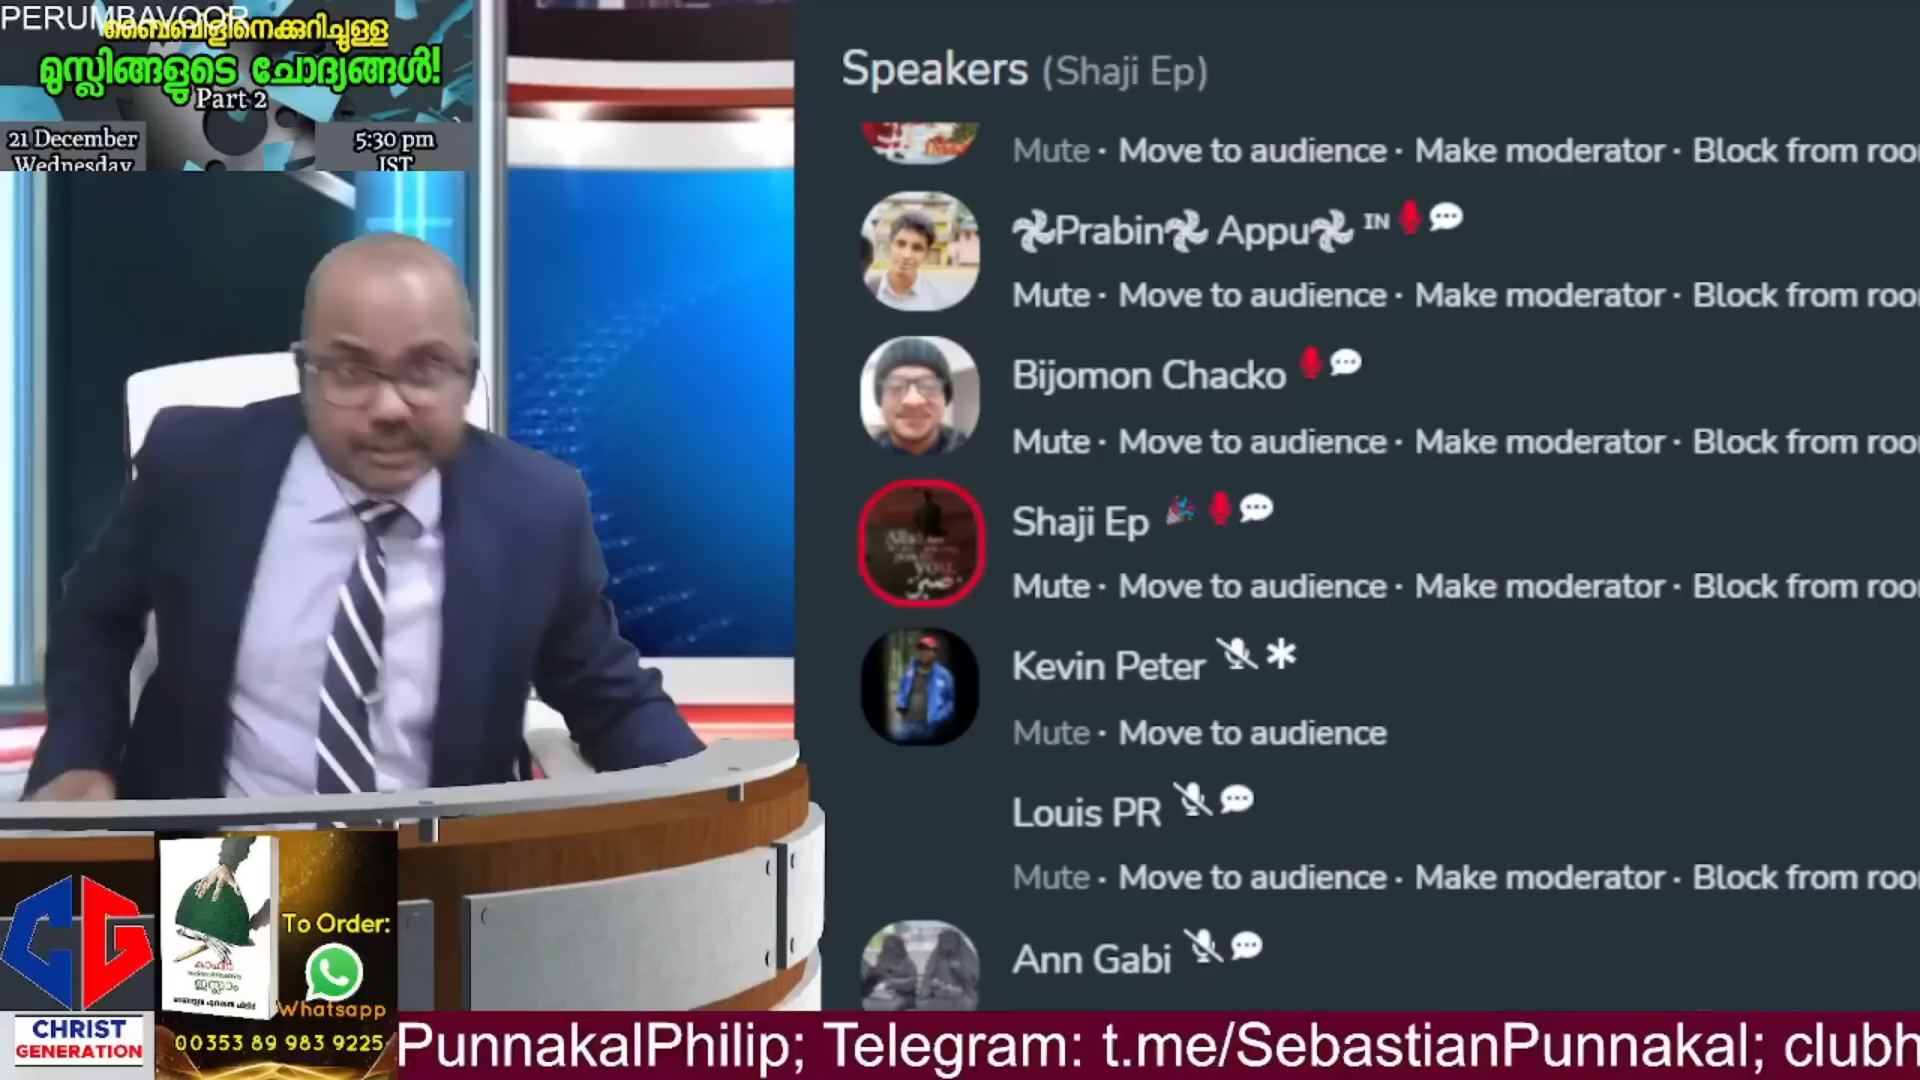 PERUMBAVOOR
ബൈബിളിനെക്കുറിച്ചുള്ള
മുസ്ലിങ്ങളുടെ ചോദ്യങ്ങൾ!
Part 2
21 December
Wednesday
5:30 pm
IST
Speakers (Shaji Ep)
Mute · Move to audience · Make moderator · Block from roo
Prabin Appu IN
Mute · Move to audience · Make moderator · Block from roo
Bijomon Chacko
Mute · Move to audience · Make moderator · Block from roo
Shaji Ep
Mute · Move to audience · Make moderator · Block from roo
Kevin Peter
Mute · Move to audience
Louis PR
Mute · Move to audience · Make moderator · Block from roo
Ann Gabi
CG
CHRIST
GENERATION
ഇസ്ലാം
To Order:
Whatsapp
00353 89 983 9225
PunnakalPhilip; Telegram: t.me/SebastianPunnakal; clubh